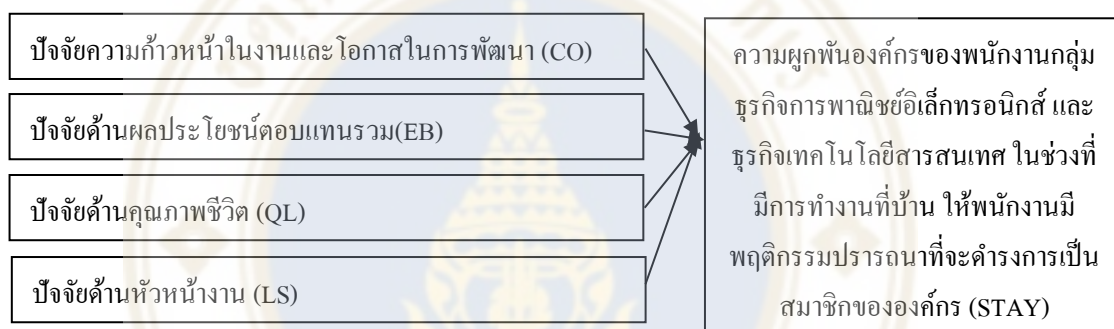 ปัจจัยความก้าวหน้าในงานและโอกาสในการพัฒนา (CO)
ปัจจัยด้านผลประโยชน์ตอบแทนรวม(EB)
ปัจจัยด้านคุณภาพชีวิต (QL)
ปัจจัยด้านหัวหน้างาน (LS)
ความผูกพันองค์กรของพนักงานกลุ่ม
ธุรกิจการพาณิชย์อิเล็กทรอนิกส์ และ
ธุรกิจเทคโนโลยีสารสนเทศ ในช่วงที่
มีการทำงานที่บ้าน ให้พนักงานมี
พฤติกรรมปรารถนาที่จะดำรงการเป็น
สมาชิกขององค์กร (STAY)